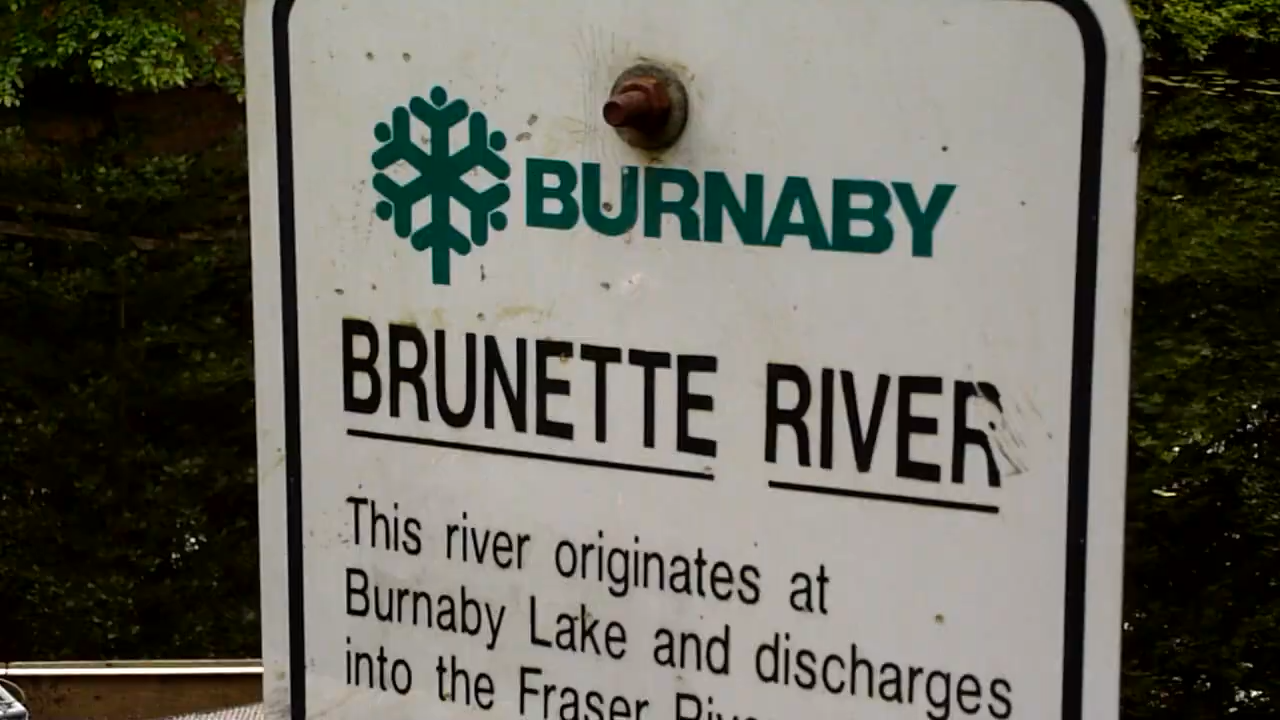 BURNABY
BRUNETTE RIVER
This river originates at
Burnaby Lake and discharges
into the Fraser